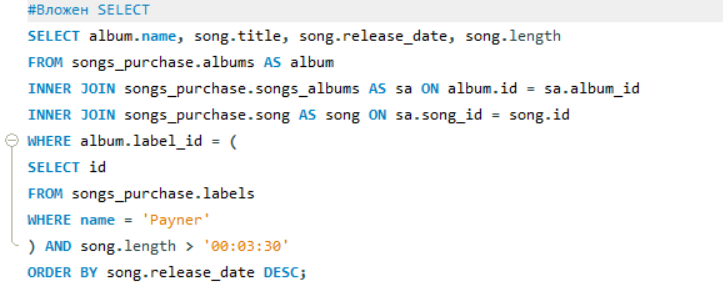 #Вложен SELECT
SELECT album.name, song.title, song.release_date, song.length
FROM songs_purchase.albums AS album
INNER JOIN songs_purchase.songs_albums AS sa ON album.id = sa.album_id
INNER JOIN songs_purchase.song AS song ON sa.song_id = song.id
WHERE album.label_id = (
SELECT id
FROM songs_purchase.labels
WHERE name = 'Payner'
) AND song.length > '00:03:30'
ORDER BY song.release_date DESC;